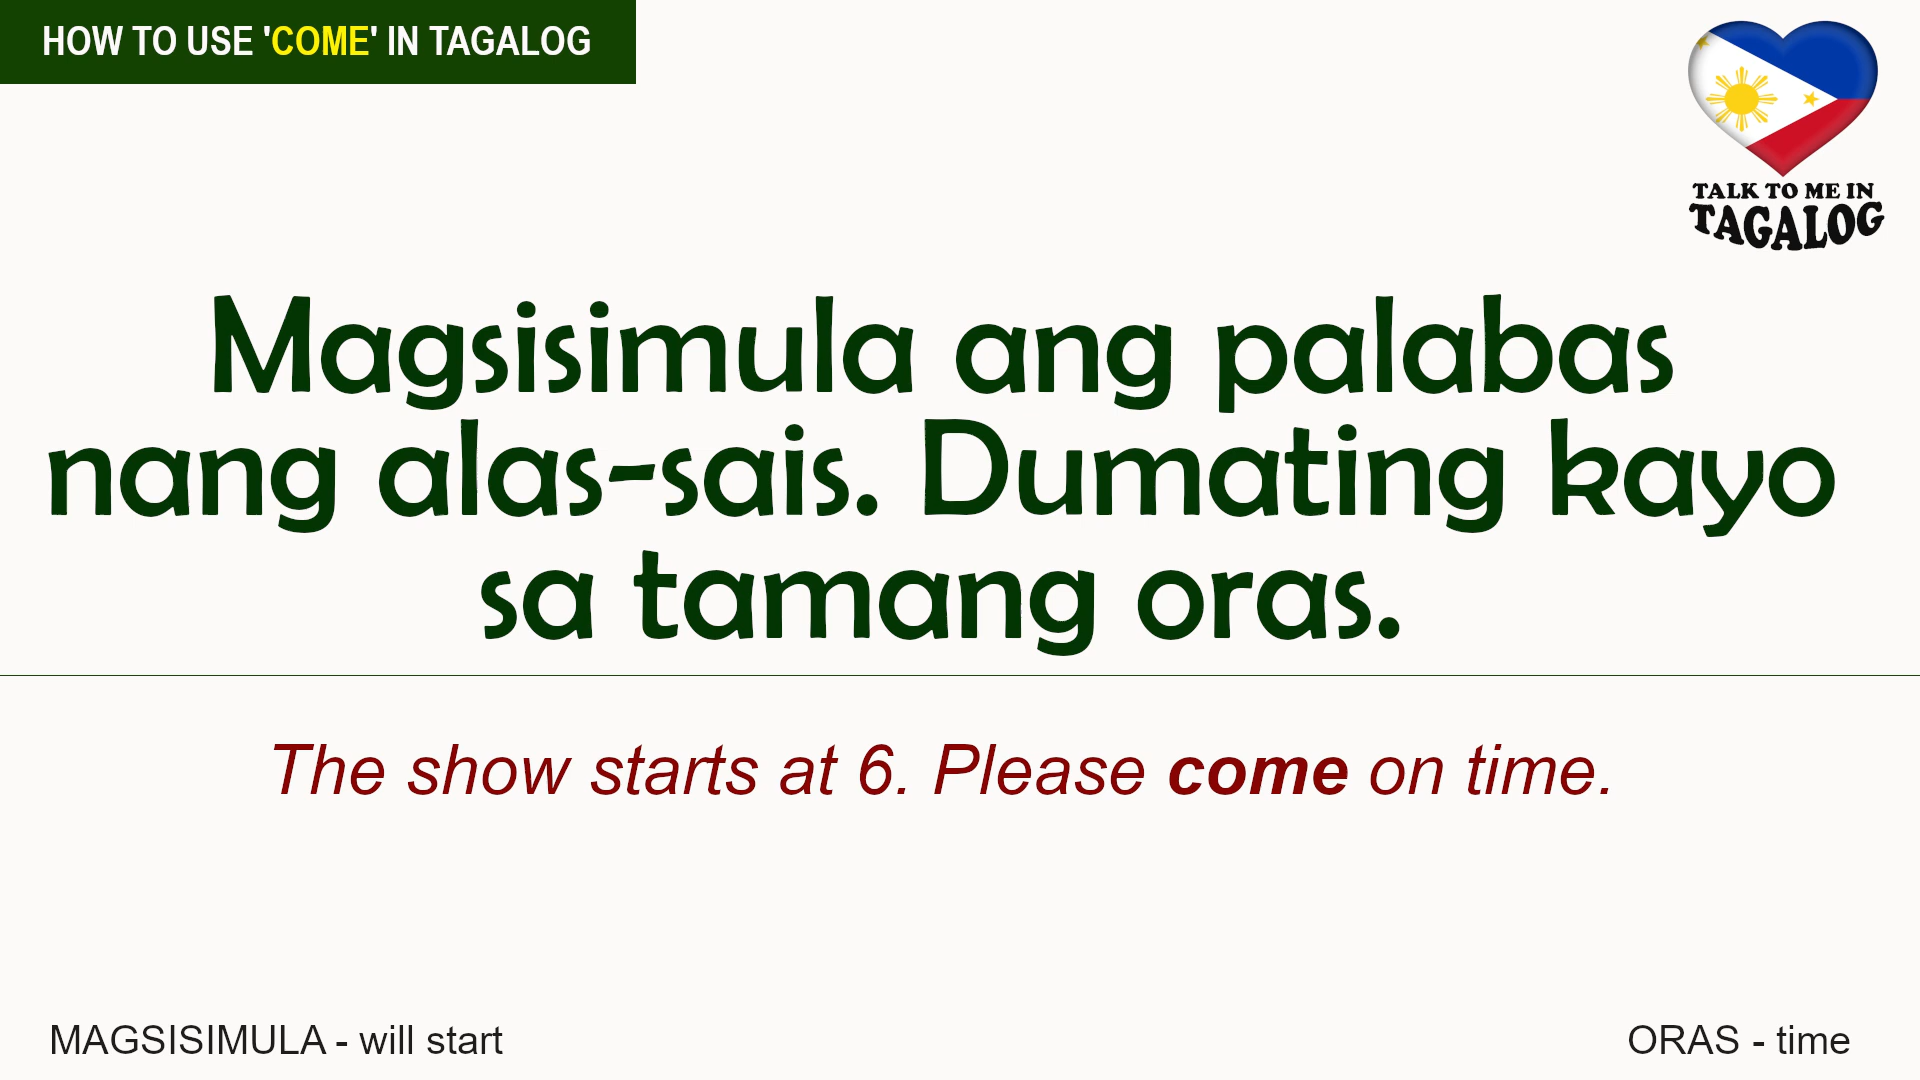 HOW TO USE 'COME' IN TAGALOG
TALK TO ME IN
TAGALOG
Magsisimula ang palabas
nang alas-sais. Dumating kayo
sa tamang oras.
The show starts at 6. Please come on time.
MAGSISIMULA - will start
ORAS - time